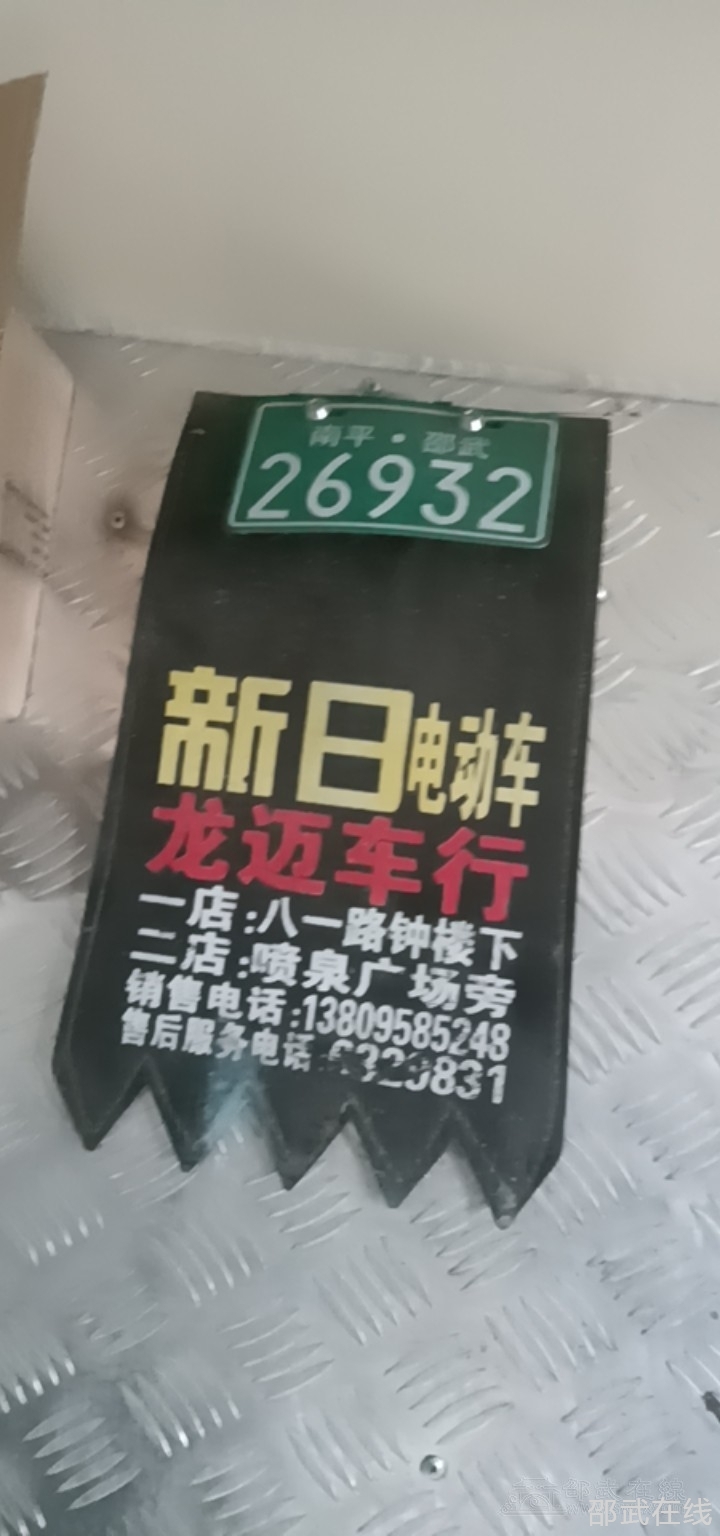 南平·邵武
26932
新日电动车
龙迈车行
一店:八一路钟楼下
二店:喷泉广场旁
销售电话:13809585248
售后服务电话:6329831
邵武在线